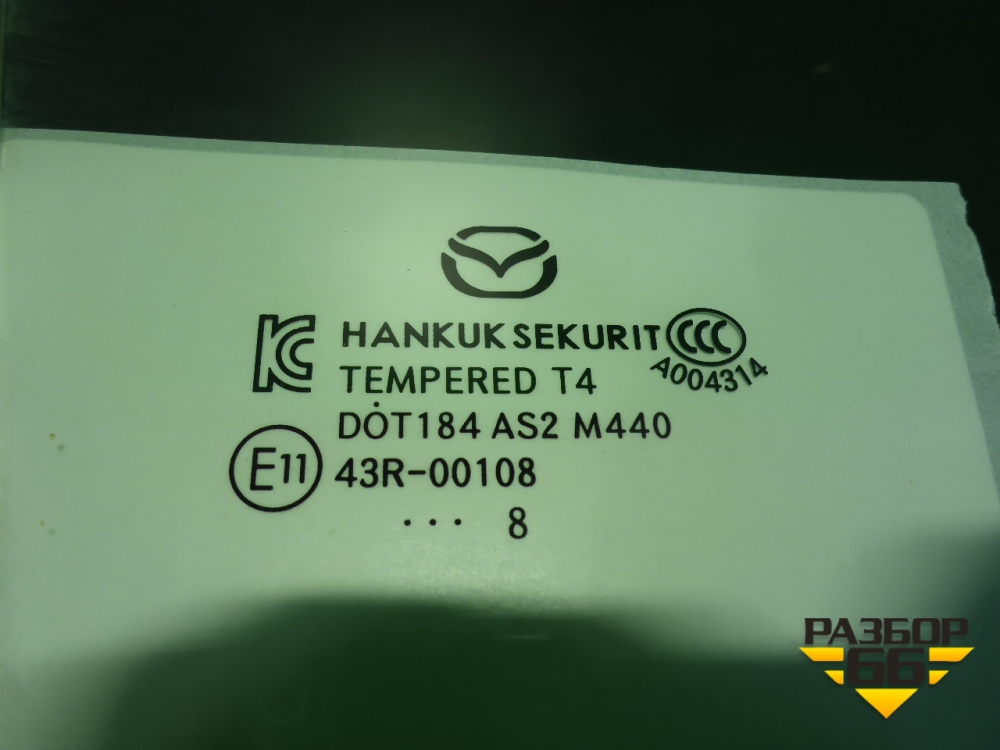 KC HANKUK SEKURIT CCC
A004314
TEMPERED T4
DOT184 AS2 M440
E11 43R-00108
... 8
РАЗБОР
66